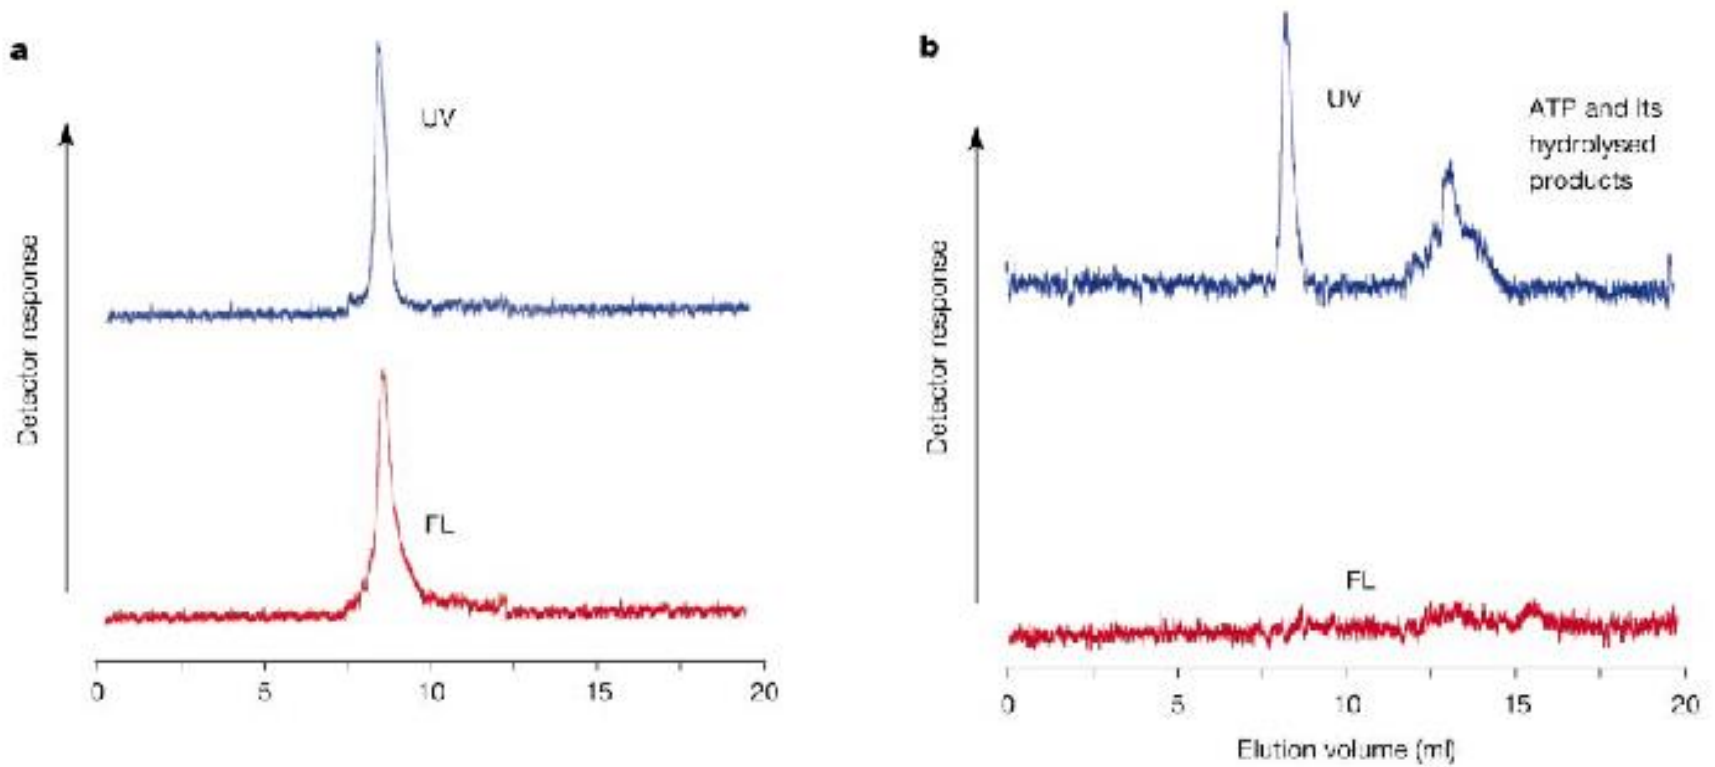 a
UV
FL
Detector response
0 5 10 15 20
b
UV
ATP and its
hydrolysed
products
FL
Detector response
0 5 10 15 20
Elution volume (ml)